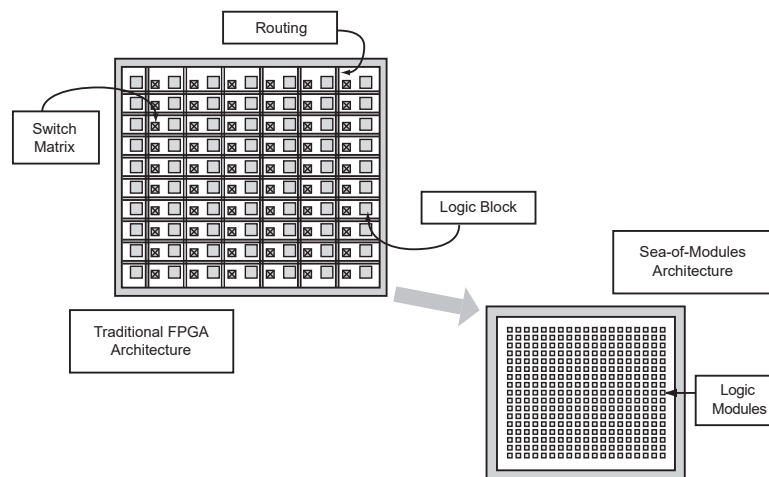 Routing
Switch
Matrix
Logic Block
Sea-of-Modules
Architecture
Traditional FPGA
Architecture
Logic
Modules